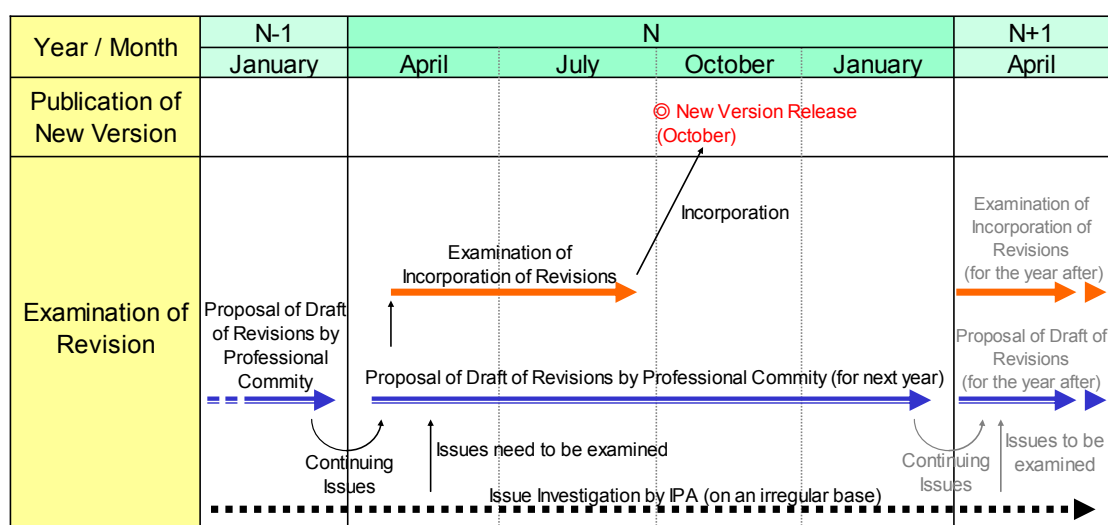 Year / Month
N-1
N
N+1
January
April
July
October
January
April
Publication of
New Version
◎ New Version Release
(October)
Examination of
Revision
Incorporation
Examination of
Incorporation of Revisions
Examination of
Incorporation of
Revisions
(for the year after)
Proposal of Draft
of Revisions by
Professional
Commity
Proposal of Draft of Revisions by Professional Commity (for next year)
Proposal of Draft of
Revisions
(for the year after)
Continuing
Issues
Issues need to be examined
Continuing
Issues
Issues to be
examined
Issue Investigation by IPA (on an irregular base)